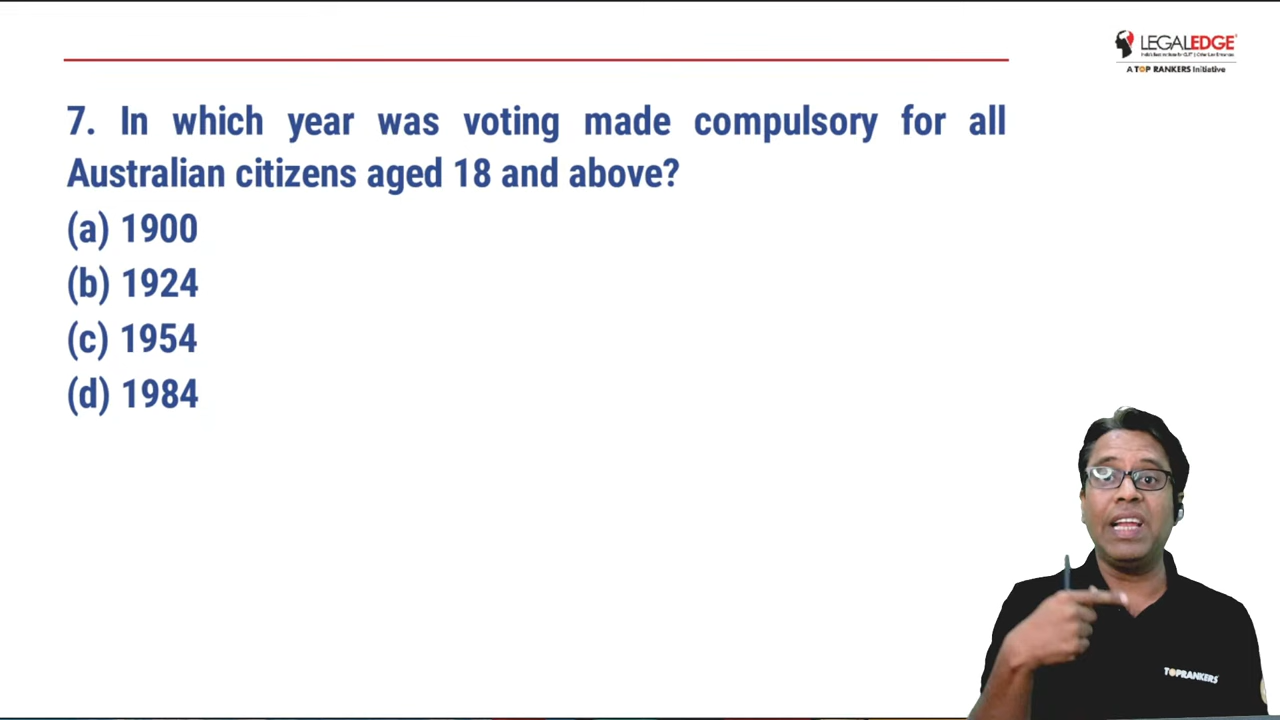 LEGALEDGE
A TOP RANKERS Initiative
7. In which year was voting made compulsory for all
Australian citizens aged 18 and above?
(a) 1900
(b) 1924
(c) 1954
(d) 1984
TOPRANKERS